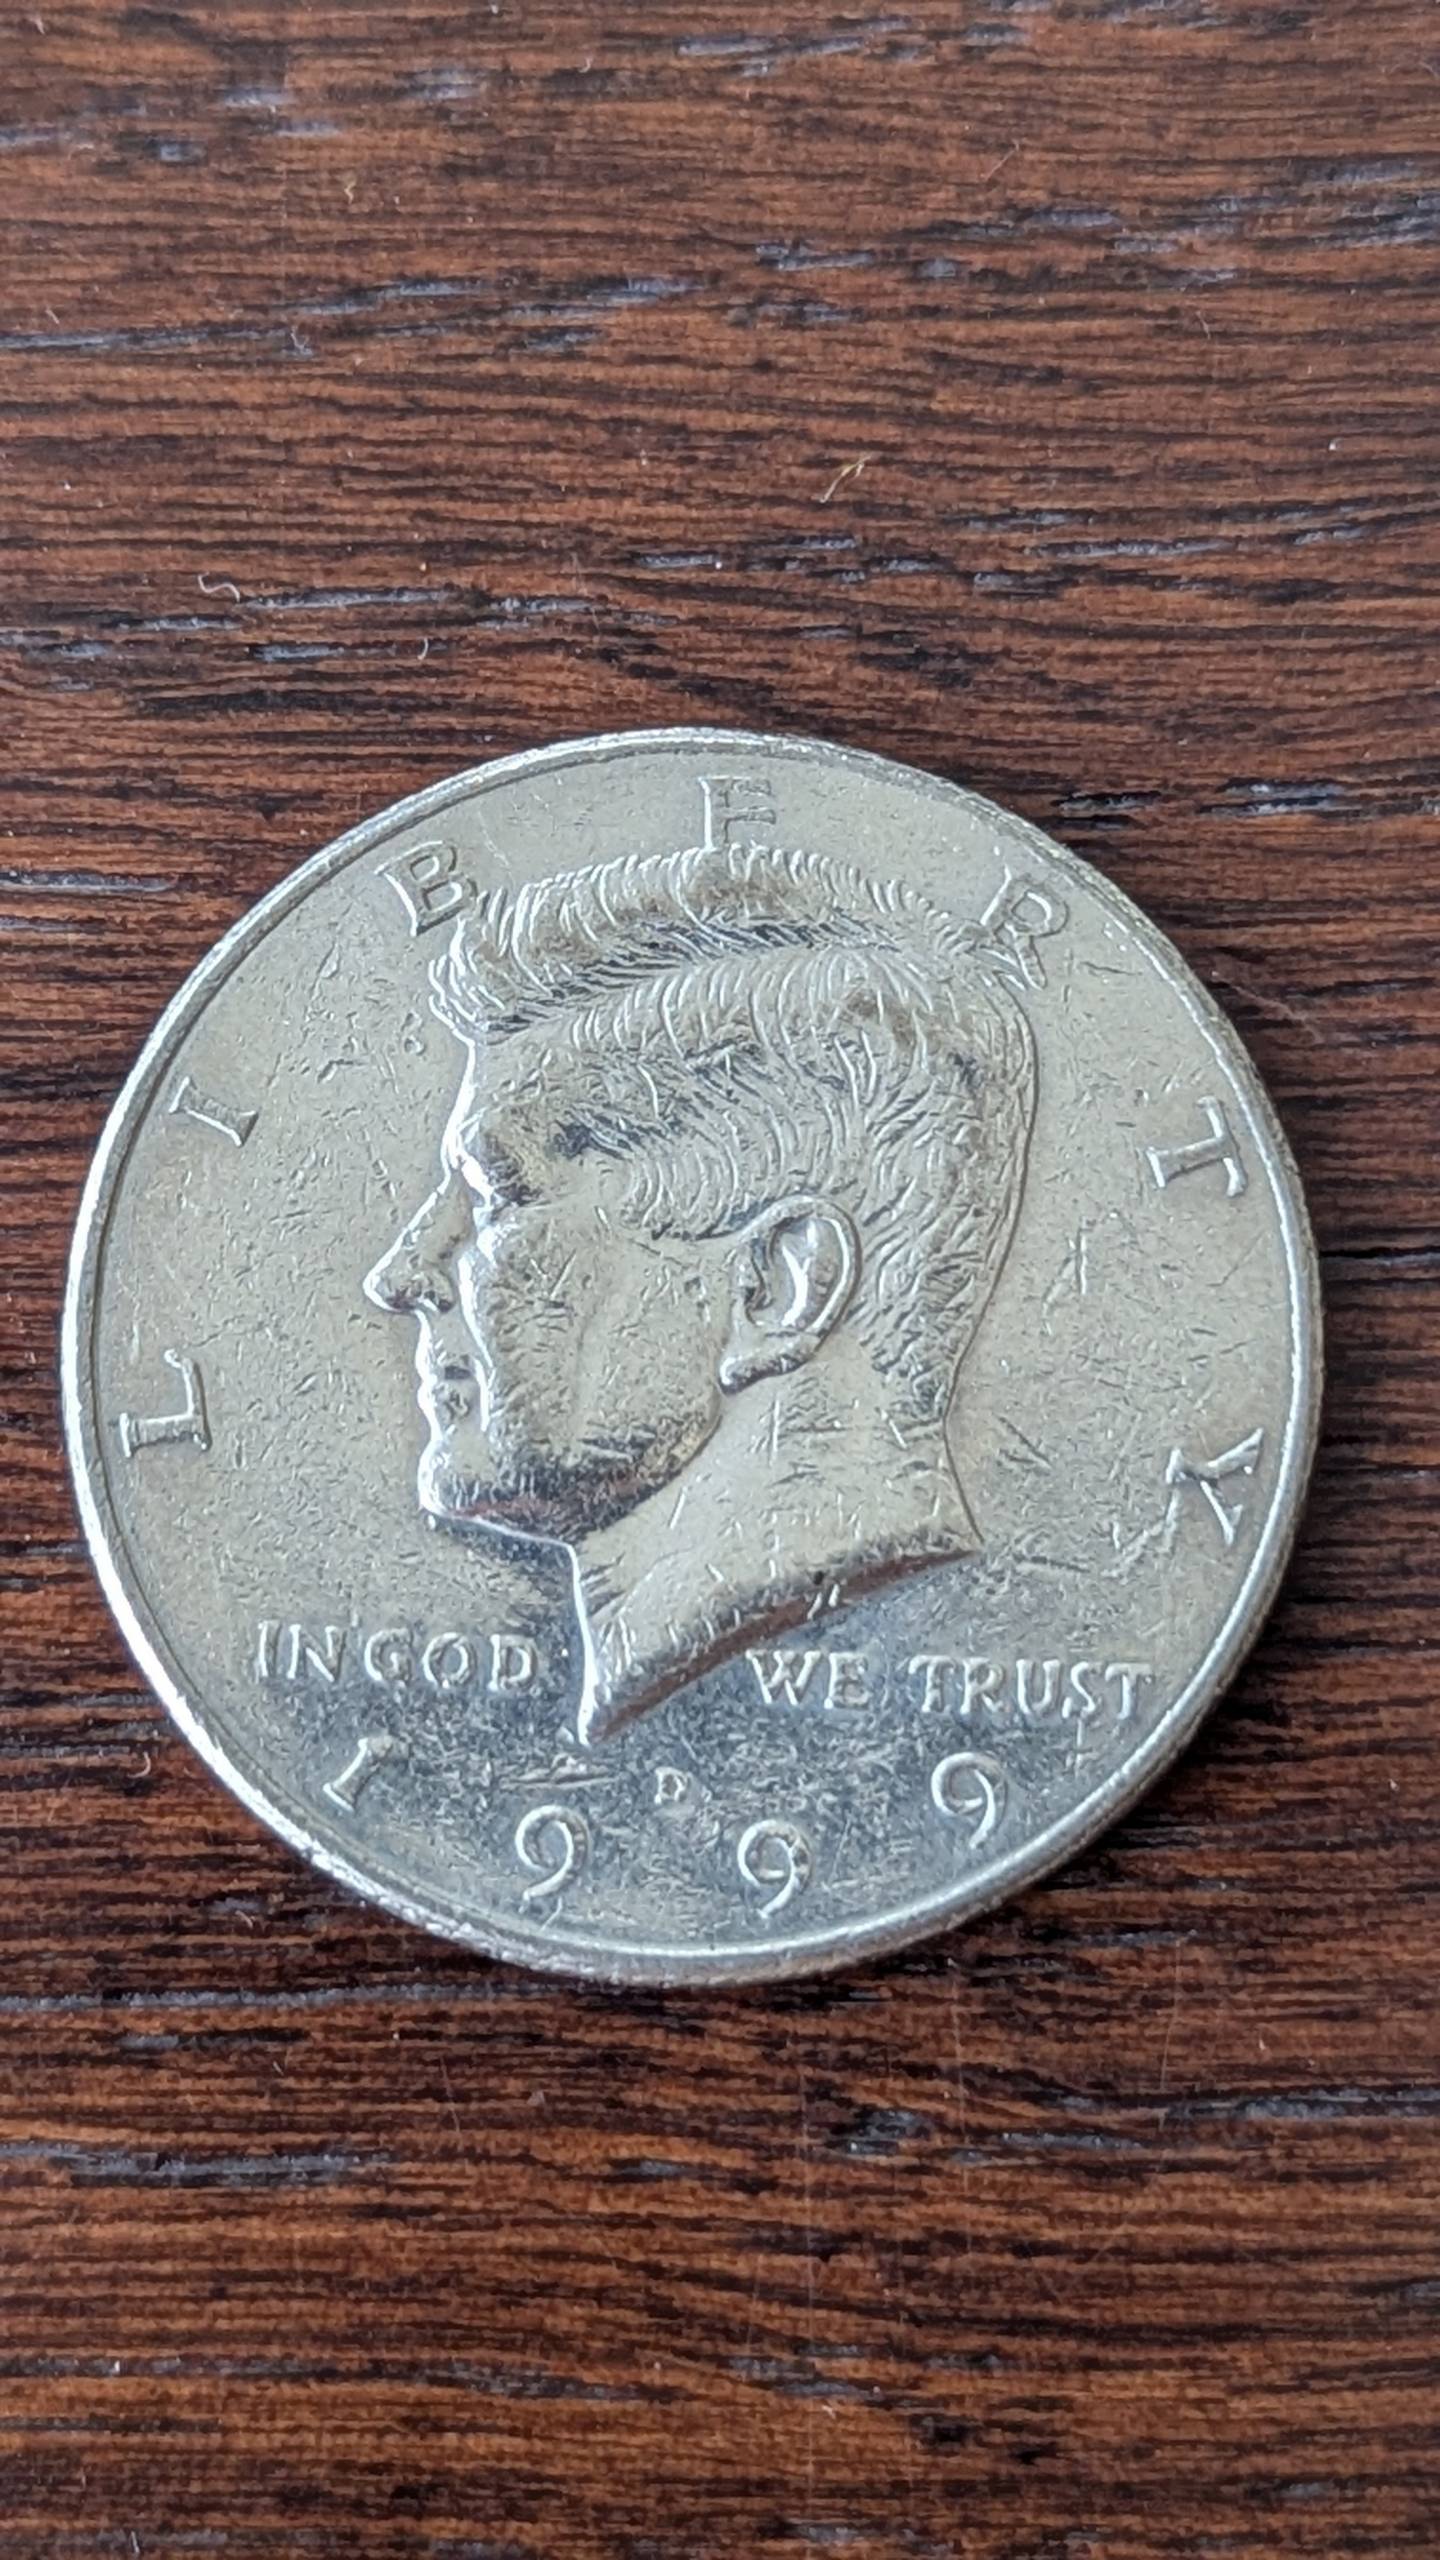 LIBERTY
IN GOD WE TRUST
D
1999